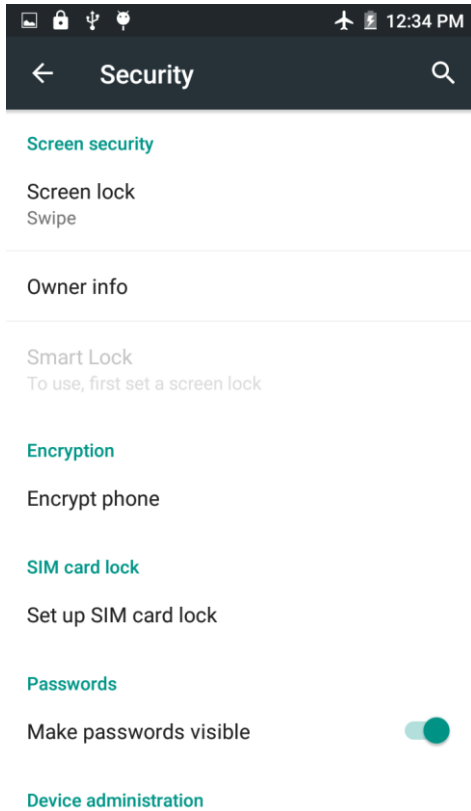 12:34 PM
Security
Screen security
Screen lock
Swipe
Owner info
Smart Lock
To use, first set a screen lock
Encryption
Encrypt phone
SIM card lock
Set up SIM card lock
Passwords
Make passwords visible
Device administration